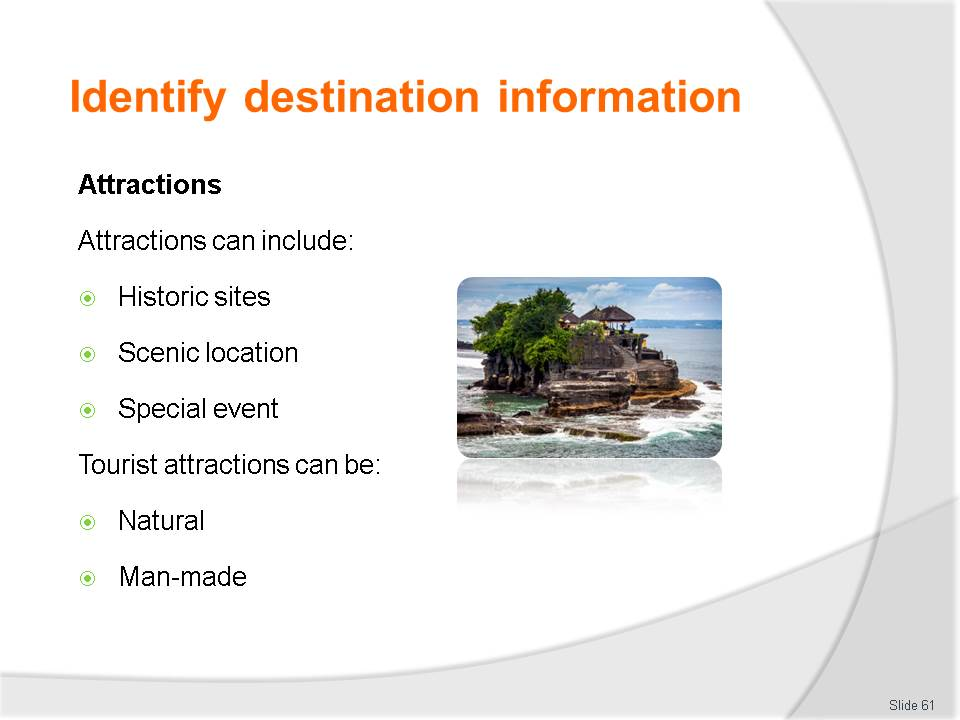 Identify destination information
Attractions
Attractions can include:
Historic sites
Scenic location
Special event
Tourist attractions can be:
Natural
Man-made
Slide 61